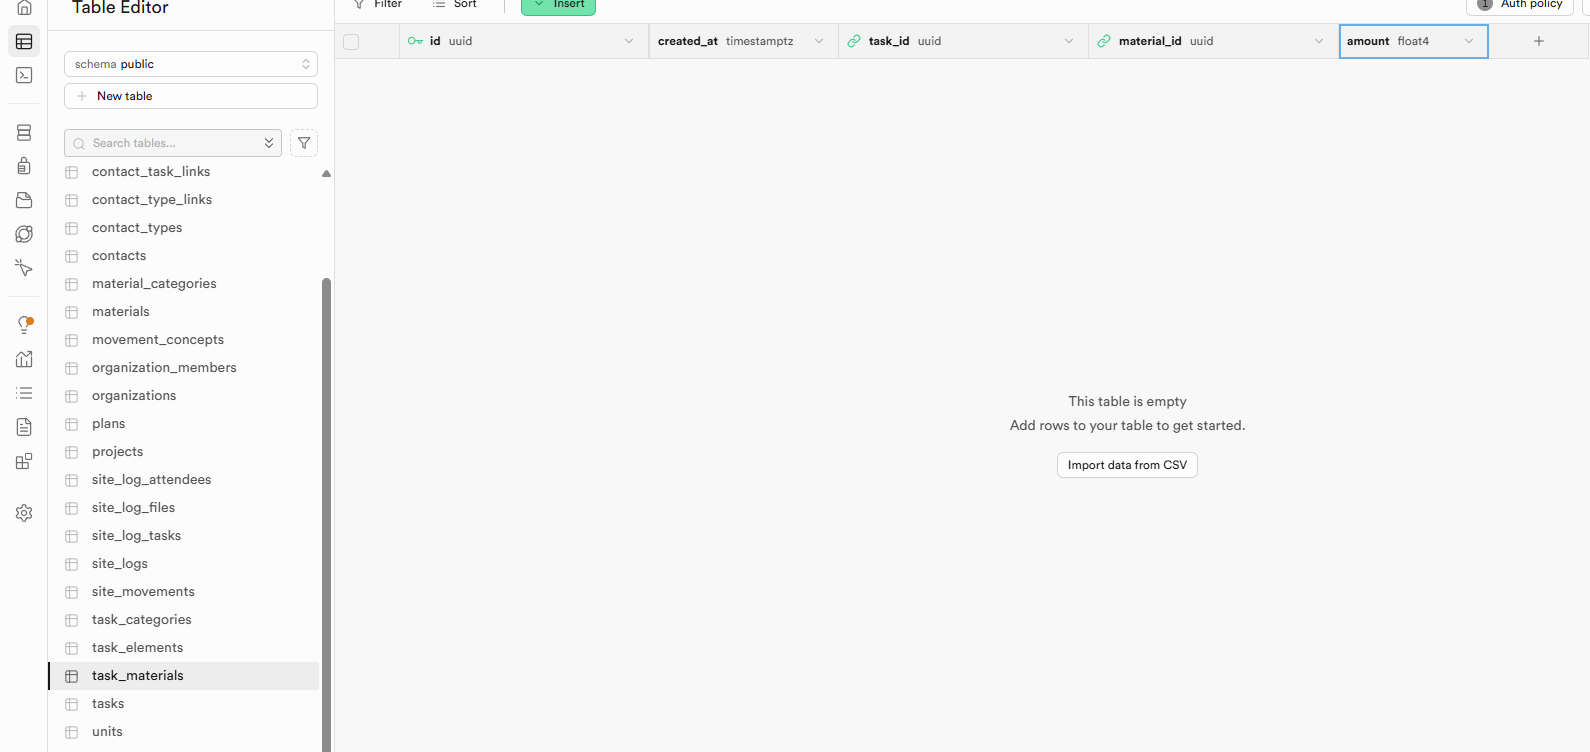 Table Editor
schema public
New table
Search tables...
contact_task_links
contact_type_links
contact_types
contacts
material_categories
materials
movement_concepts
organization_members
organizations
plans
projects
site_log_attendees
site_log_files
site_log_tasks
site_logs
site_movements
task_categories
task_elements
task_materials
tasks
units
Filter Sort Insert 1 Auth policy
id uuid created_at timestamptz task_id uuid material_id uuid amount float4
This table is empty
Add rows to your table to get started.
Import data from CSV